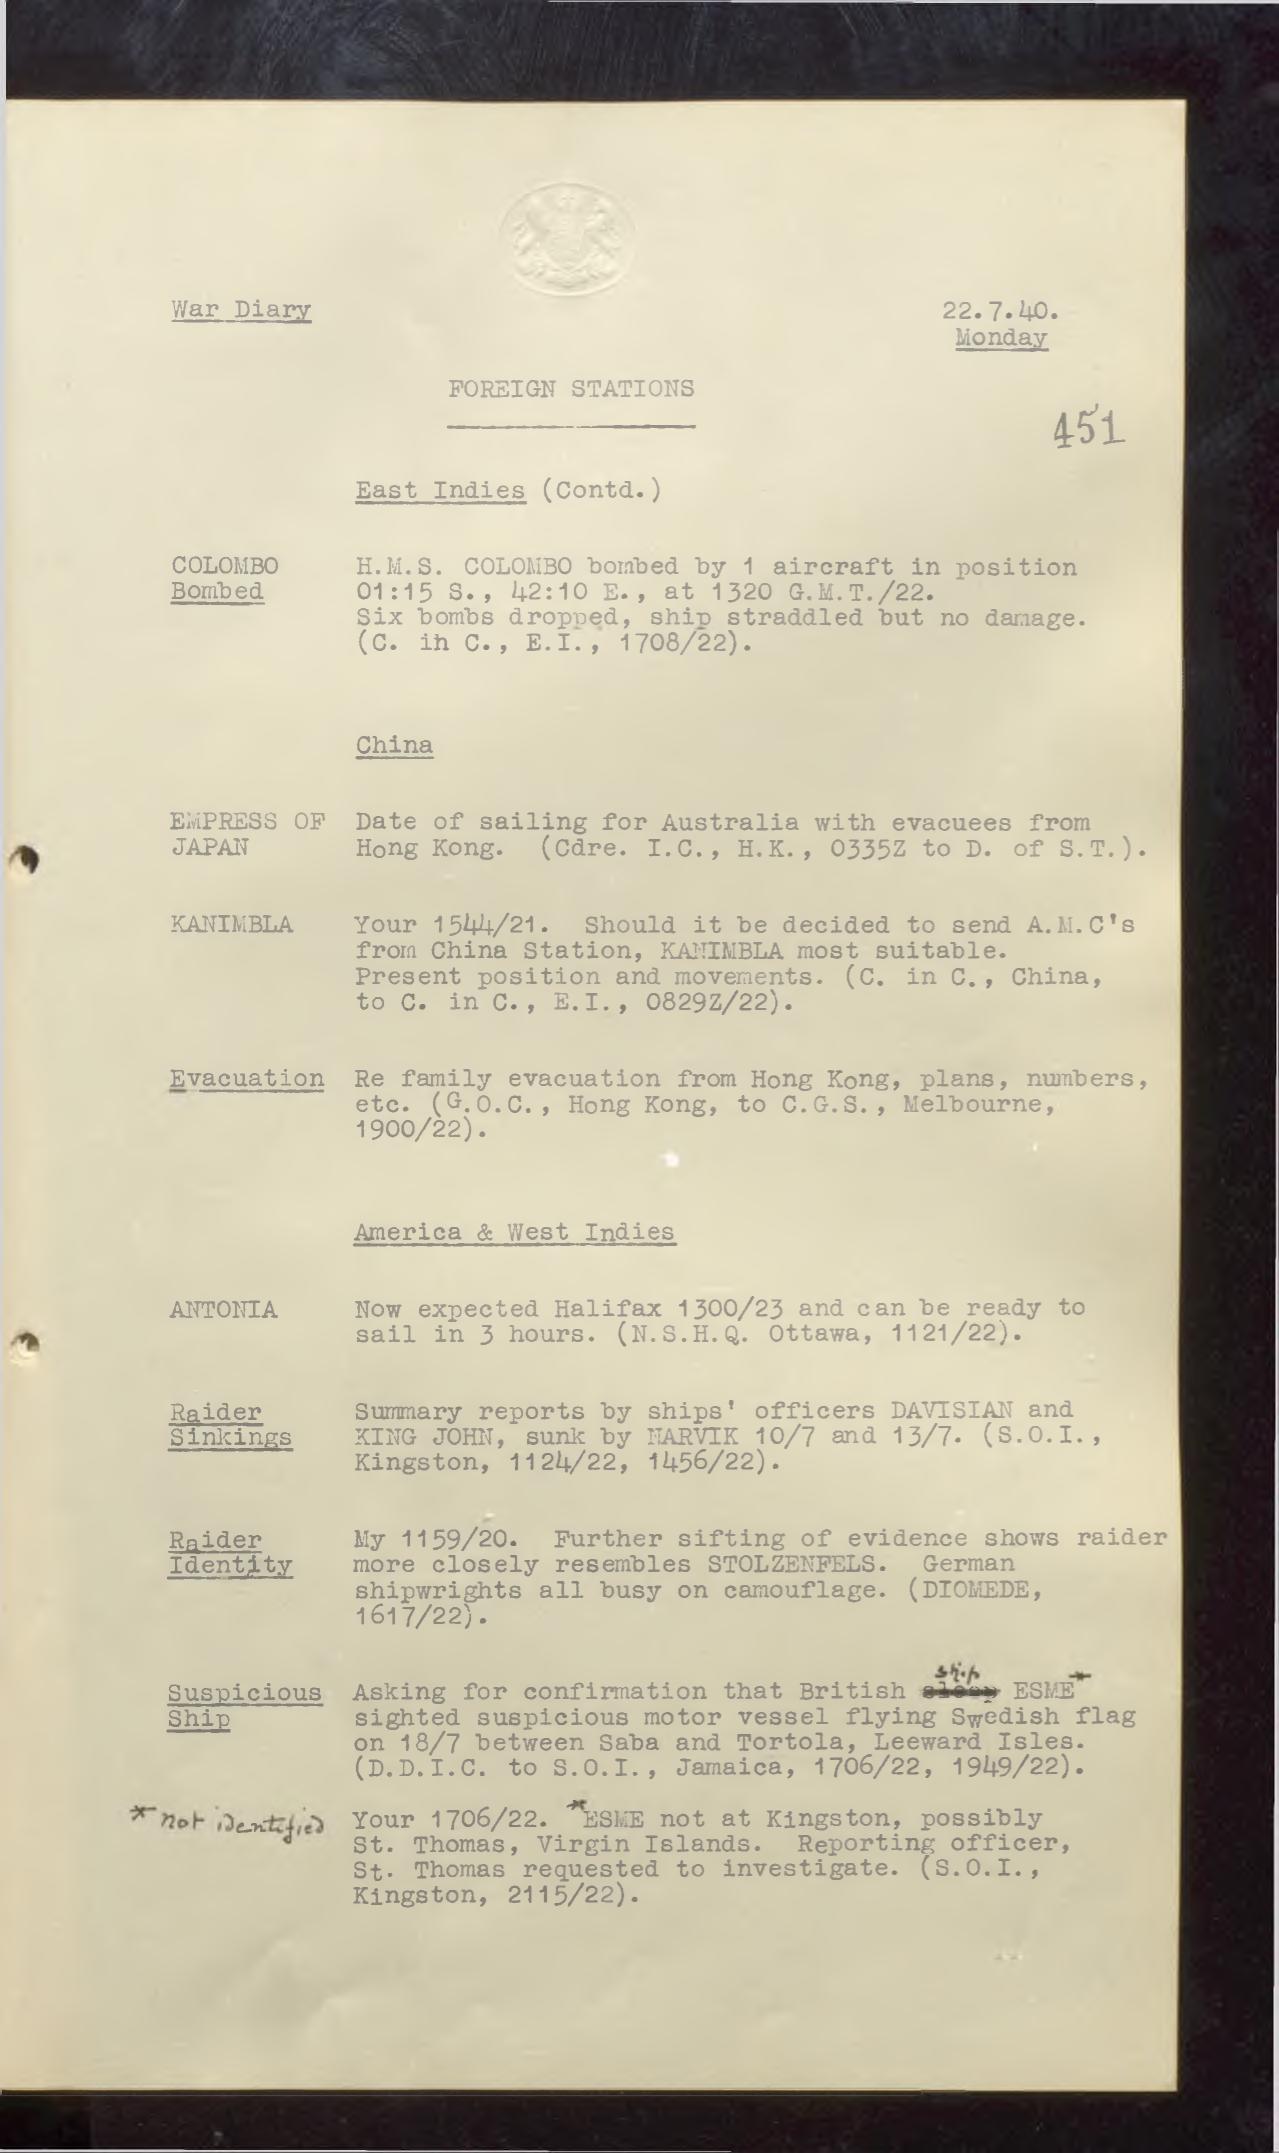 War Diary
22.7.40.
Monday
FOREIGN STATIONS
451
East Indies (Contd.)
COLOMBO
Bombed
H.M.S. COLOMBO bombed by 1 aircraft in position
01:15 S., 42:10 E., at 1320 G.M.T./22.
Six bombs dropped, ship straddled but no damage.
(C. in C., E.I., 1708/22).
China
EMPRESS OF
JAPAN
Date of sailing for Australia with evacuees from
Hong Kong. (Cdre. I.C., H.K., 0335Z to D. of S.T.).
KANIMBLA
Your 1544/21. Should it be decided to send A.M.C's
from China Station, KANIMBLA most suitable.
Present position and movements. (C. in C., China,
to C. in C., E.I., 0829Z/22).
Evacuation
Re family evacuation from Hong Kong, plans, numbers,
etc. (G.O.C., Hong Kong, to C.G.S., Melbourne,
1900/22).
America & West Indies
ANTONIA
Now expected Halifax 1300/23 and can be ready to
sail in 3 hours. (N.S.H.Q. Ottawa, 1121/22).
Raider
Sinkings
Summary reports by ships' officers DAVISIAN and
KING JOHN, sunk by NARVIK 10/7 and 13/7. (S.O.I.,
Kingston, 1124/22, 1456/22).
Raider
Identity
My 1159/20. Further sifting of evidence shows raider
more closely resembles STOLZENFELS. German
shipwrights all busy on camouflage. (DIOMEDE,
1617/22).
Suspicious
Ship
ship *
Asking for confirmation that British sloop ESME
sighted suspicious motor vessel flying Swedish flag
on 18/7 between Saba and Tortola, Leeward Isles.
(D.D.I.C. to S.O.I., Jamaica, 1706/22, 1949/22).
* not identified
Your 1706/22. *ESME not at Kingston, possibly
St. Thomas, Virgin Islands. Reporting officer,
St. Thomas requested to investigate. (S.O.I.,
Kingston, 2115/22).